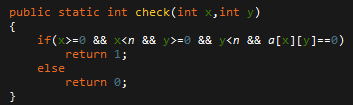 public static int check(int x,int y)
{
if(x>=0 && x<n && y>=0 && y<n && a[x][y]==0)
return 1;
else
return 0;
}